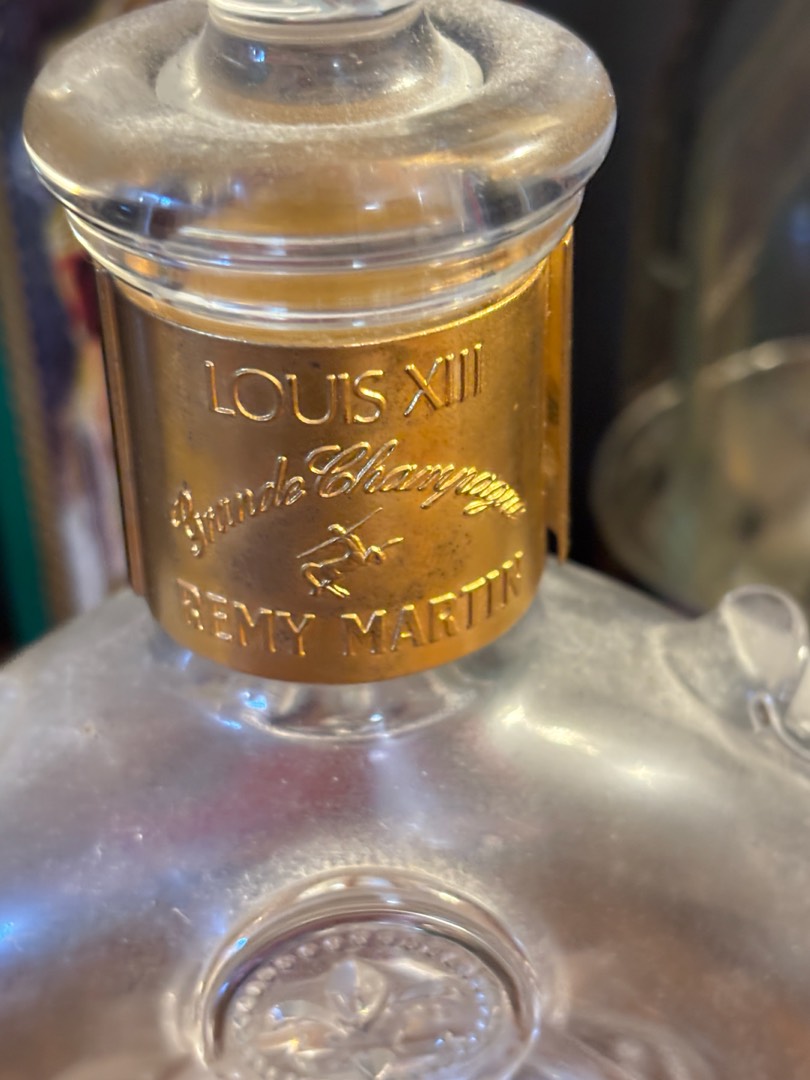 LOUIS XIII
Grande Champagne
REMY MARTIN